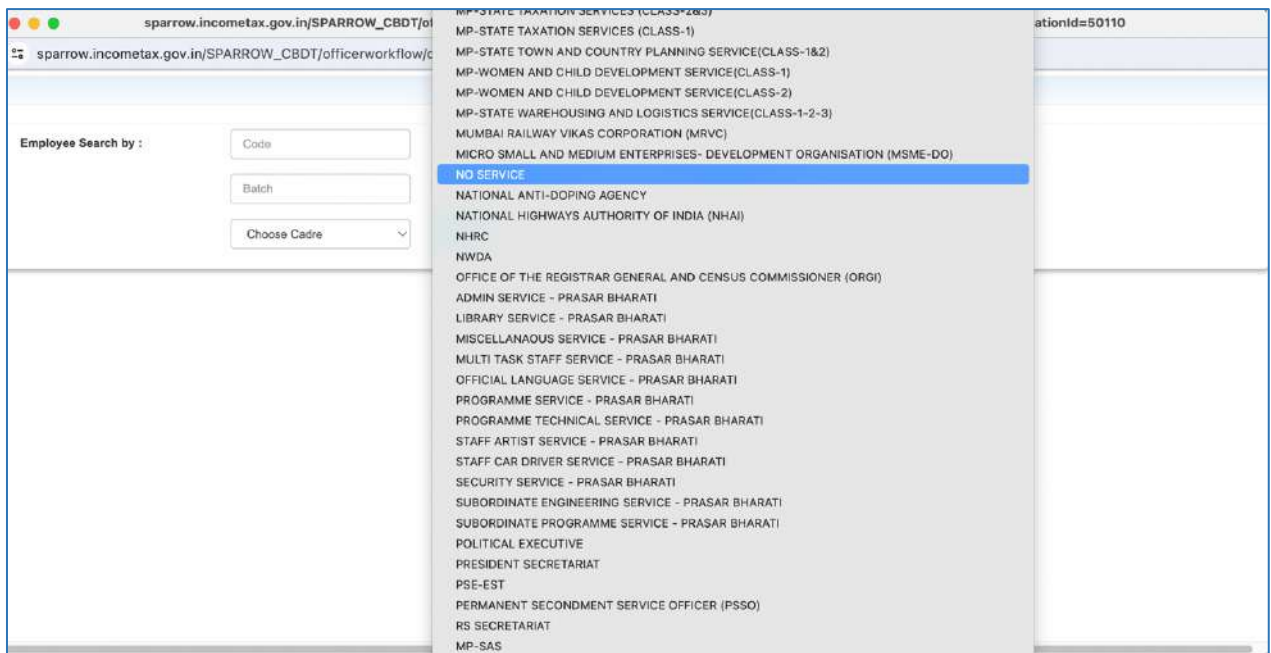 sparrow.incometax.gov.in/SPARROW_CBDT/of
ationId=50110
sparrow.incometax.gov.in/SPARROW_CBDT/officerworkflow/c
Employee Search by :
Code
Batch
Choose Cadre
MP-STATE TAXATION SERVICES (CLASS-2&3)
MP-STATE TAXATION SERVICES (CLASS-1)
MP-STATE TOWN AND COUNTRY PLANNING SERVICE(CLASS-1&2)
MP-WOMEN AND CHILD DEVELOPMENT SERVICE(CLASS-1)
MP-WOMEN AND CHILD DEVELOPMENT SERVICE(CLASS-2)
MP-STATE WAREHOUSING AND LOGISTICS SERVICE(CLASS-1-2-3)
MUMBAI RAILWAY VIKAS CORPORATION (MRVC)
MICRO SMALL AND MEDIUM ENTERPRISES- DEVELOPMENT ORGANISATION (MSME-DO)
NO SERVICE
NATIONAL ANTI-DOPING AGENCY
NATIONAL HIGHWAYS AUTHORITY OF INDIA (NHAI)
NHRC
NWDA
OFFICE OF THE REGISTRAR GENERAL AND CENSUS COMMISSIONER (ORGI)
ADMIN SERVICE - PRASAR BHARATI
LIBRARY SERVICE - PRASAR BHARATI
MISCELLANAOUS SERVICE - PRASAR BHARATI
MULTI TASK STAFF SERVICE - PRASAR BHARATI
OFFICIAL LANGUAGE SERVICE - PRASAR BHARATI
PROGRAMME SERVICE - PRASAR BHARATI
PROGRAMME TECHNICAL SERVICE - PRASAR BHARATI
STAFF ARTIST SERVICE - PRASAR BHARATI
STAFF CAR DRIVER SERVICE - PRASAR BHARATI
SECURITY SERVICE - PRASAR BHARATI
SUBORDINATE ENGINEERING SERVICE - PRASAR BHARATI
SUBORDINATE PROGRAMME SERVICE - PRASAR BHARATI
POLITICAL EXECUTIVE
PRESIDENT SECRETARIAT
PSE-EST
PERMANENT SECONDMENT SERVICE OFFICER (PSSO)
RS SECRETARIAT
MP-SAS